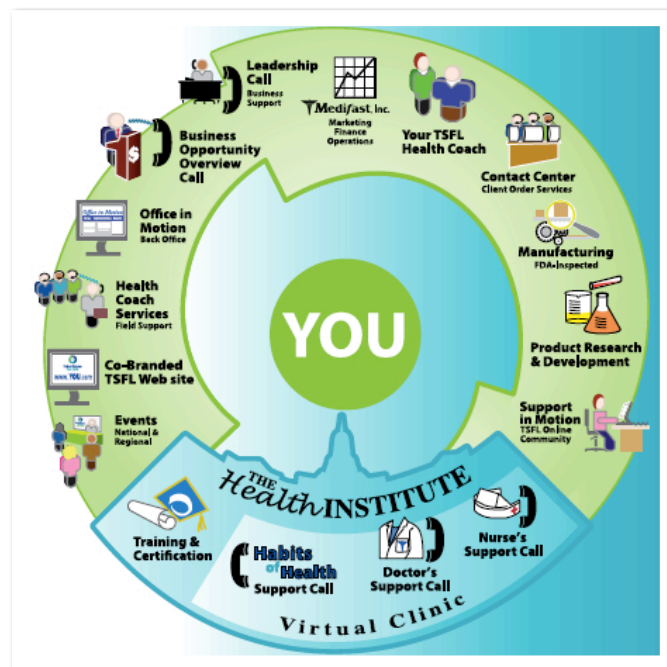 Leadership
Call
Business
Support
Medifast, Inc.
Marketing
Finance
Operations
Your TSFL
Health Coach
Contact Center
Client Order Services
Manufacturing
FDA-Inspected
Product Research
& Development
Support
in Motion
TSFL Online
Community
$
Business
Opportunity
Overview
Call
Office in Motion
Office in
Motion
Back Office
Health
Coach
Services
Field Support
www.YOU.com
Co-Branded
TSFL Web site
Events
National &
Regional
YOU
THE
Health INSTITUTE
Training &
Certification
Habits
of Health
Support Call
Doctor's
Support Call
Nurse's
Support Call
Virtual Clinic